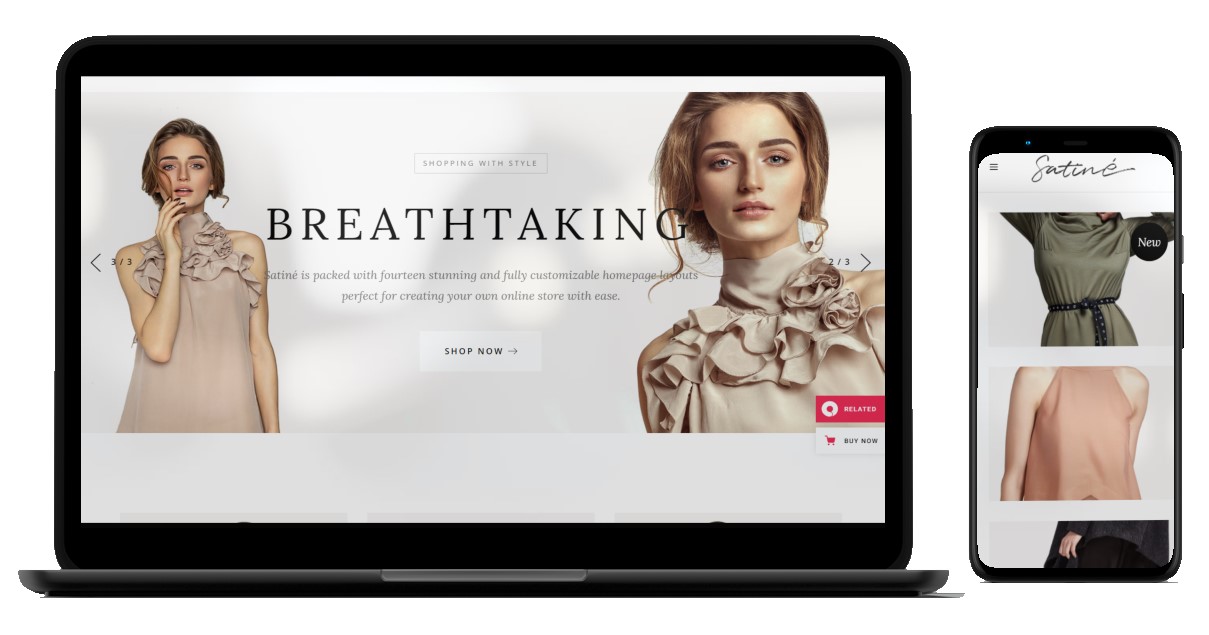 SHOPPING WITH STYLE
BREATHTAKING
3 / 3
2 / 3
Satiné is packed with fourteen stunning and fully customizable homepage layouts
perfect for creating your own online store with ease.
SHOP NOW
RELATED
BUY NOW
Satiné
New